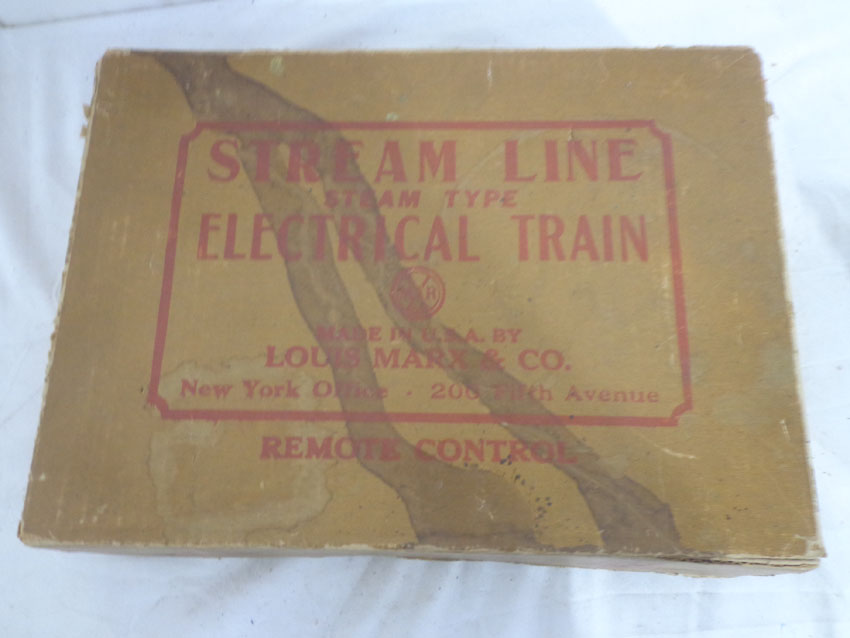 STREAM LINE
STEAM TYPE
ELECTRICAL TRAIN
MADE IN U.S.A. BY
LOUIS MARX & CO.
New York Office - 200 Fifth Avenue
REMOTE CONTROL